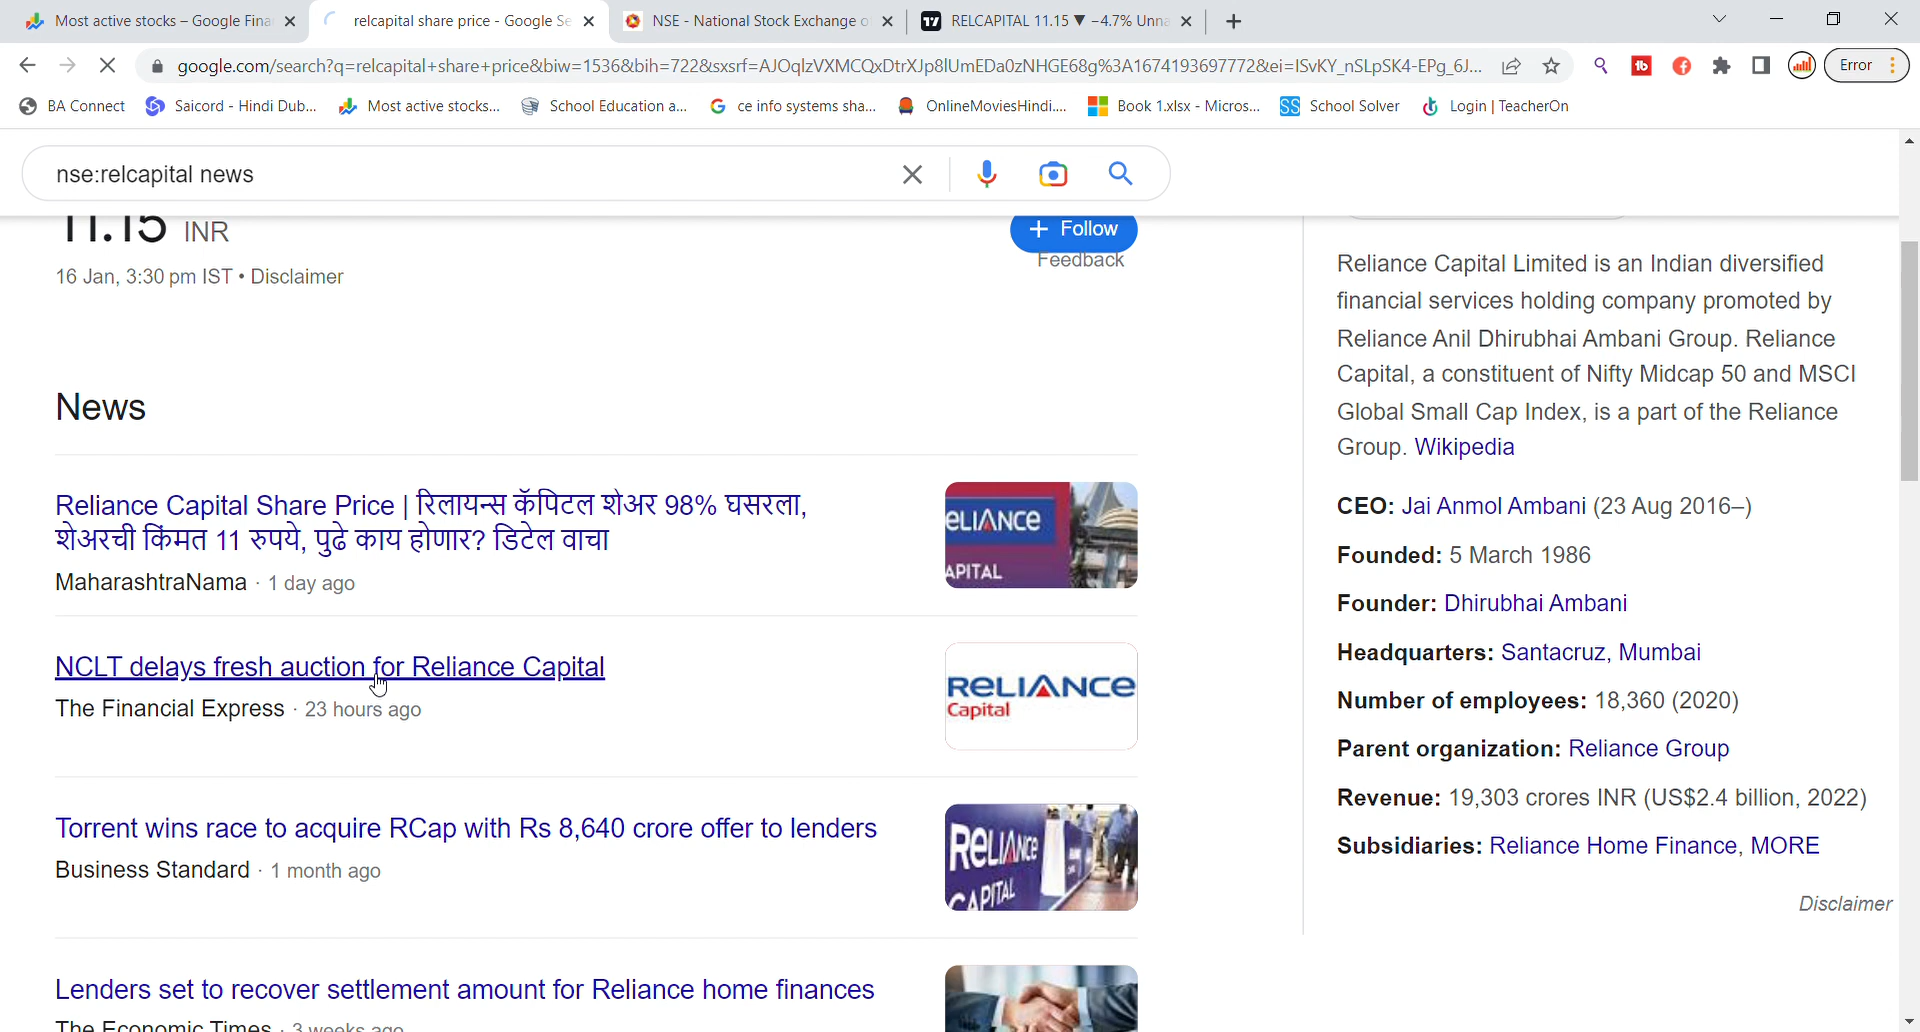 Most active stocks – Google Fina
relcapital share price - Google Se
NSE - National Stock Exchange o
RELCAPITAL 11.15 ▼ −4.7% Unna
google.com/search?q=relcapital+share+price&biw=1536&bih=722&sxsrf=AJOqlzVXMCQxDtrXJp8lUmEDa0zNHGE68g%3A1674193697772&ei=ISvKY_nSLpSK4-EPg_6J...
Error
BA Connect
Saicord - Hindi Dub...
Most active stocks...
School Education a...
ce info systems sha...
OnlineMoviesHindi....
Book 1.xlsx - Micros...
School Solver
Login | TeacherOn
nse:relcapital news
11.15 INR
+ Follow
Feedback
16 Jan, 3:30 pm IST • Disclaimer
News
Reliance Capital Share Price | रिलायन्स कॅपिटल शेअर 98% घसरला,
शेअरची किंमत 11 रुपये, पुढे काय होणार? डिटेल वाचा
MaharashtraNama · 1 day ago
ELIANCE
APITAL
NCLT delays fresh auction for Reliance Capital
The Financial Express · 23 hours ago
RELIANCE
Capital
Torrent wins race to acquire RCap with Rs 8,640 crore offer to lenders
Business Standard · 1 month ago
RELIANCE
CAPITAL
Lenders set to recover settlement amount for Reliance home finances
The Economic Times · 3 weeks ago
Reliance Capital Limited is an Indian diversified
financial services holding company promoted by
Reliance Anil Dhirubhai Ambani Group. Reliance
Capital, a constituent of Nifty Midcap 50 and MSCI
Global Small Cap Index, is a part of the Reliance
Group. Wikipedia
CEO: Jai Anmol Ambani (23 Aug 2016–)
Founded: 5 March 1986
Founder: Dhirubhai Ambani
Headquarters: Santacruz, Mumbai
Number of employees: 18,360 (2020)
Parent organization: Reliance Group
Revenue: 19,303 crores INR (US$2.4 billion, 2022)
Subsidiaries: Reliance Home Finance, MORE
Disclaimer